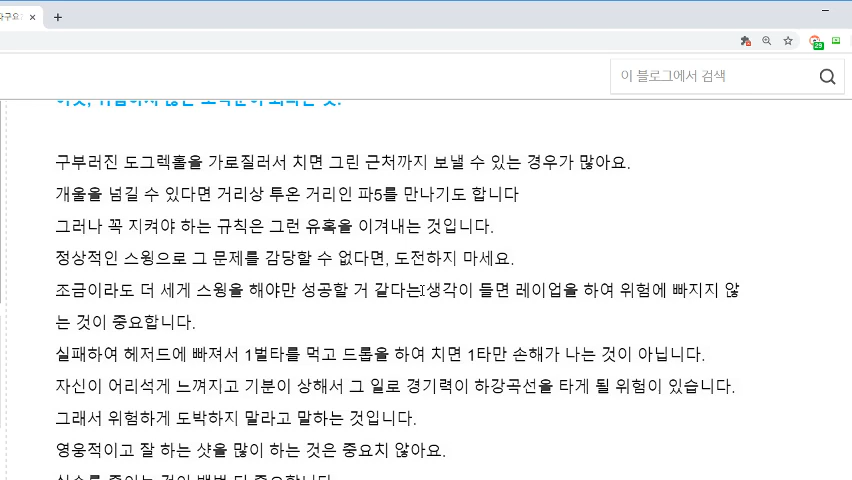 이 블로그에서 검색
29
구부러진 도그렉홀을 가로질러서 치면 그린 근처까지 보낼 수 있는 경우가 많아요.
개울을 넘길 수 있다면 거리상 투온 거리인 파5를 만나기도 합니다
그러나 꼭 지켜야 하는 규칙은 그런 유혹을 이겨내는 것입니다.
정상적인 스윙으로 그 문제를 감당할 수 없다면, 도전하지 마세요.
조금이라도 더 세게 스윙을 해야만 성공할 거 같다는 생각이 들면 레이업을 하여 위험에 빠지지 않
는 것이 중요합니다.
실패하여 헤저드에 빠져서 1벌타를 먹고 드롭을 하여 치면 1타만 손해가 나는 것이 아닙니다.
자신이 어리석게 느껴지고 기분이 상해서 그 일로 경기력이 하강곡선을 타게 될 위험이 있습니다.
그래서 위험하게 도박하지 말라고 말하는 것입니다.
영웅적이고 잘 하는 샷을 많이 하는 것은 중요치 않아요.